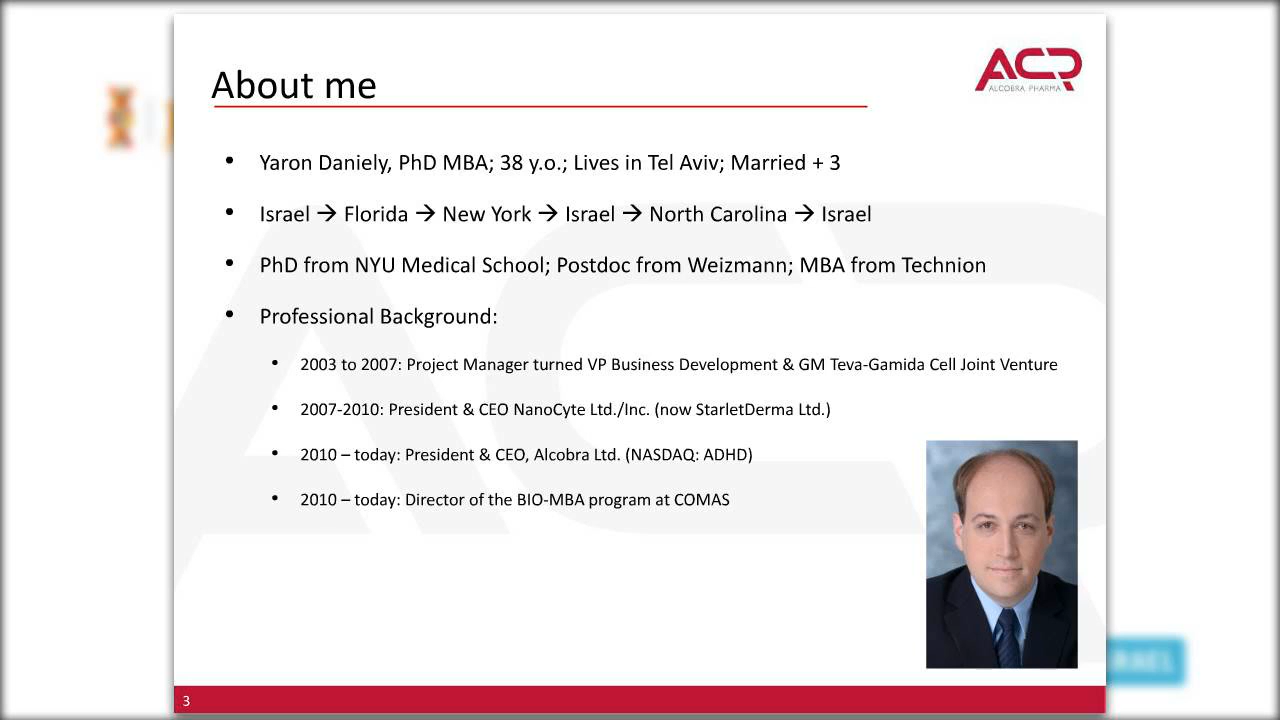 About me
ACR
ALCOBRA PHARMA
• Yaron Daniely, PhD MBA; 38 y.o.; Lives in Tel Aviv; Married + 3
• Israel → Florida → New York → Israel → North Carolina → Israel
• PhD from NYU Medical School; Postdoc from Weizmann; MBA from Technion
• Professional Background:
• 2003 to 2007: Project Manager turned VP Business Development & GM Teva-Gamida Cell Joint Venture
• 2007-2010: President & CEO NanoCyte Ltd./Inc. (now StarletDerma Ltd.)
• 2010 – today: President & CEO, Alcobra Ltd. (NASDAQ: ADHD)
• 2010 – today: Director of the BIO-MBA program at COMAS
3